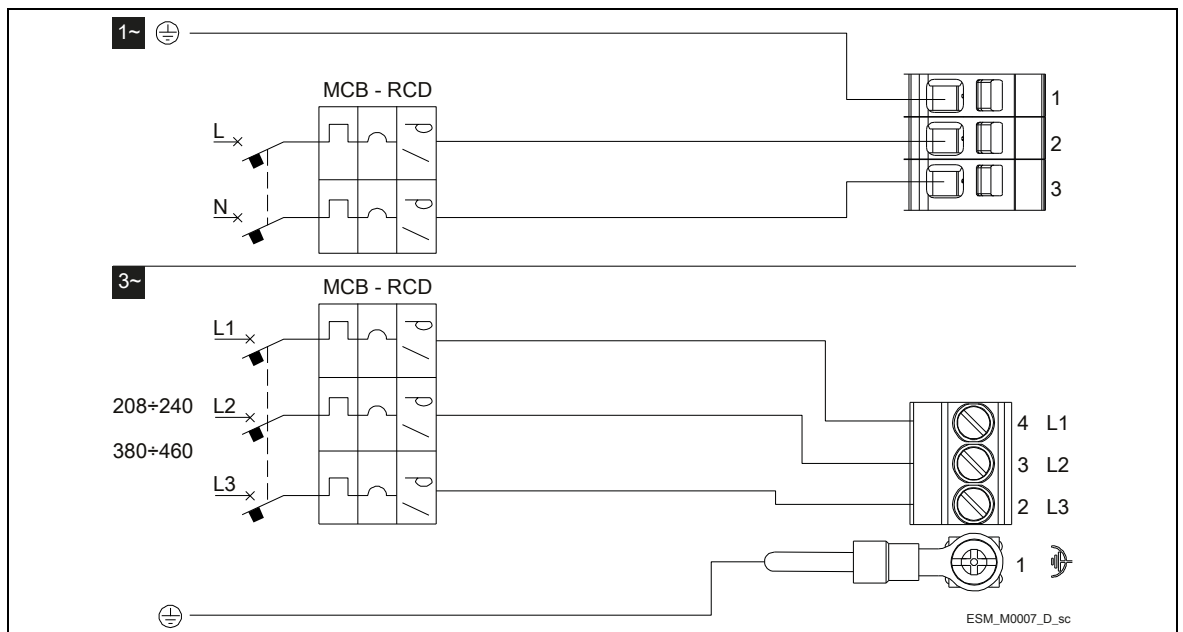 1~
MCB - RCD
L
N
1
2
3
3~
MCB - RCD
L1
208÷240 L2
380÷460
L3
4 L1
3 L2
2 L3
1
ESM_M0007_D_sc